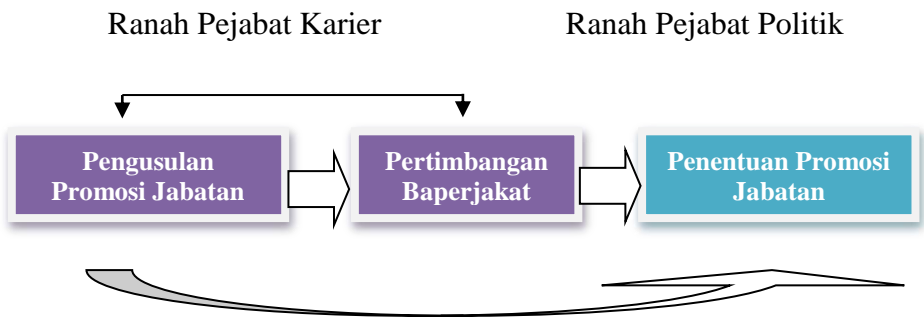 Ranah Pejabat Karier
Ranah Pejabat Politik
Pengusulan
Promosi Jabatan
Pertimbangan
Baperjakat
Penentuan Promosi
Jabatan